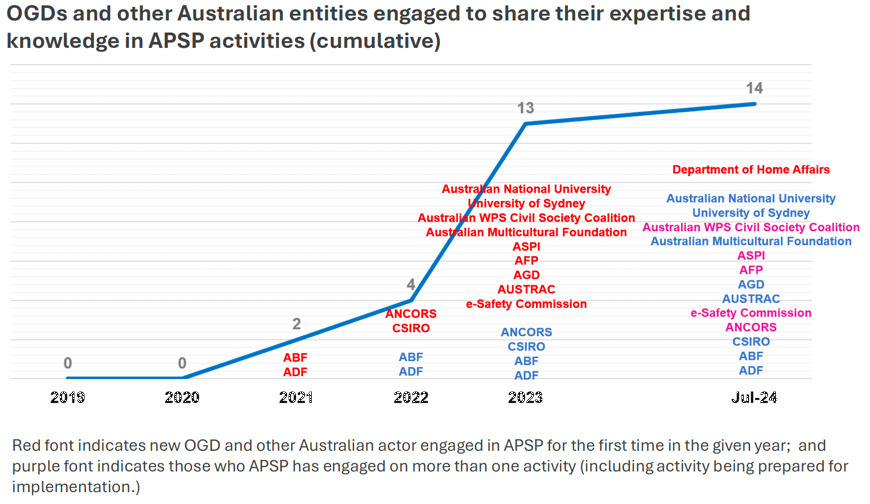 OGDs and other Australian entities engaged to share their expertise and
knowledge in APSP activities (cumulative)
14
13
Department of Home Affairs
Australian National University
University of Sydney
Australian WPS Civil Society Coalition
Australian Multicultural Foundation
ASPI
AFP
AGD
AUSTRAC
e-Safety Commission
Australian National University
University of Sydney
Australian WPS Civil Society Coalition
Australian Multicultural Foundation
ASPI
AFP
AGD
AUSTRAC
e-Safety Commission
ANCORS
CSIRO
ABF
ADF
4
ANCORS
CSIRO
ABF
ADF
ANCORS
CSIRO
ABF
ADF
2
ABF
ADF
0
0
2019
2020
2021
2022
2023
Jul-24
Red font indicates new OGD and other Australian actor engaged in APSP for the first time in the given year; and
purple font indicates those who APSP has engaged on more than one activity (including activity being prepared for
implementation.)